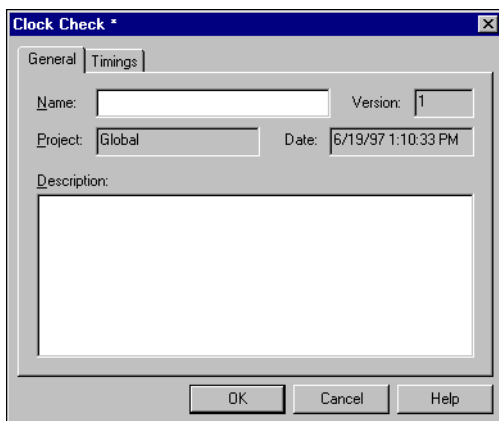 Clock Check *
General Timings
Name: Version: 1
Project: Global Date: 6/19/97 1:10:33 PM
Description:
OK Cancel Help